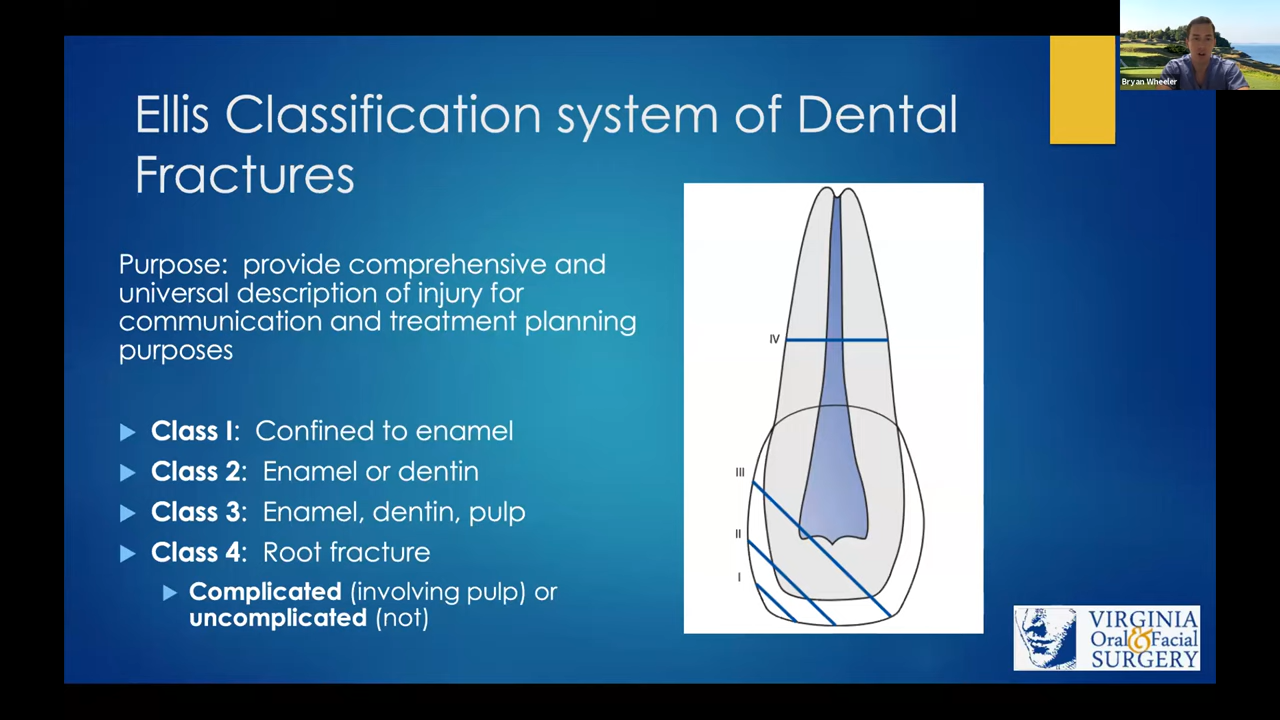 Bryan Wheeler
Ellis Classification system of Dental
Fractures
Purpose: provide comprehensive and
universal description of injury for
communication and treatment planning
purposes
Class I: Confined to enamel
Class 2: Enamel or dentin
Class 3: Enamel, dentin, pulp
Class 4: Root fracture
Complicated (involving pulp) or
uncomplicated (not)
IV
III
II
I
VIRGINIA
Oral & Facial
SURGERY